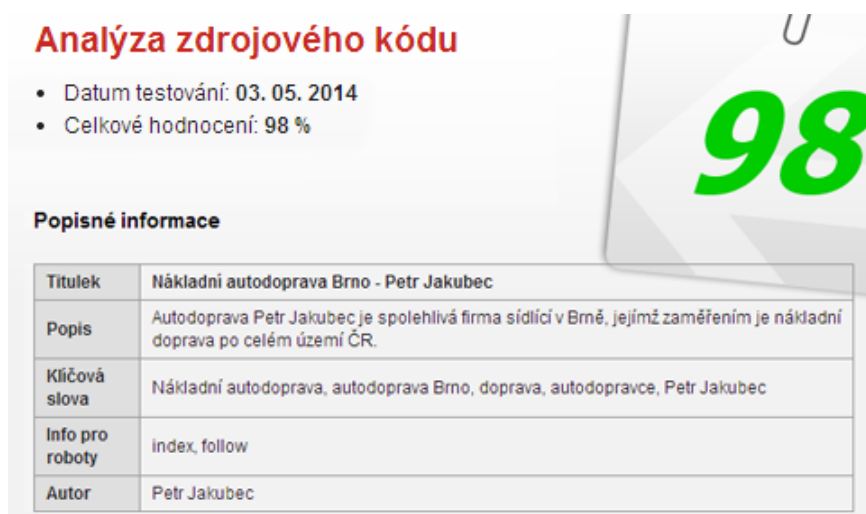 Analýza zdrojového kódu
• Datum testování: 03. 05. 2014
• Celkové hodnocení: 98 %
98
Popisné informace
Titulek Nákladní autodoprava Brno - Petr Jakubec
Popis Autodoprava Petr Jakubec je spolehlivá firma sídlící v Brně, jejímž zaměřením je nákladní
doprava po celém území ČR.
Klíčová
slova Nákladní autodoprava, autodoprava Brno, doprava, autodopravce, Petr Jakubec
Info pro
roboty index, follow
Autor Petr Jakubec